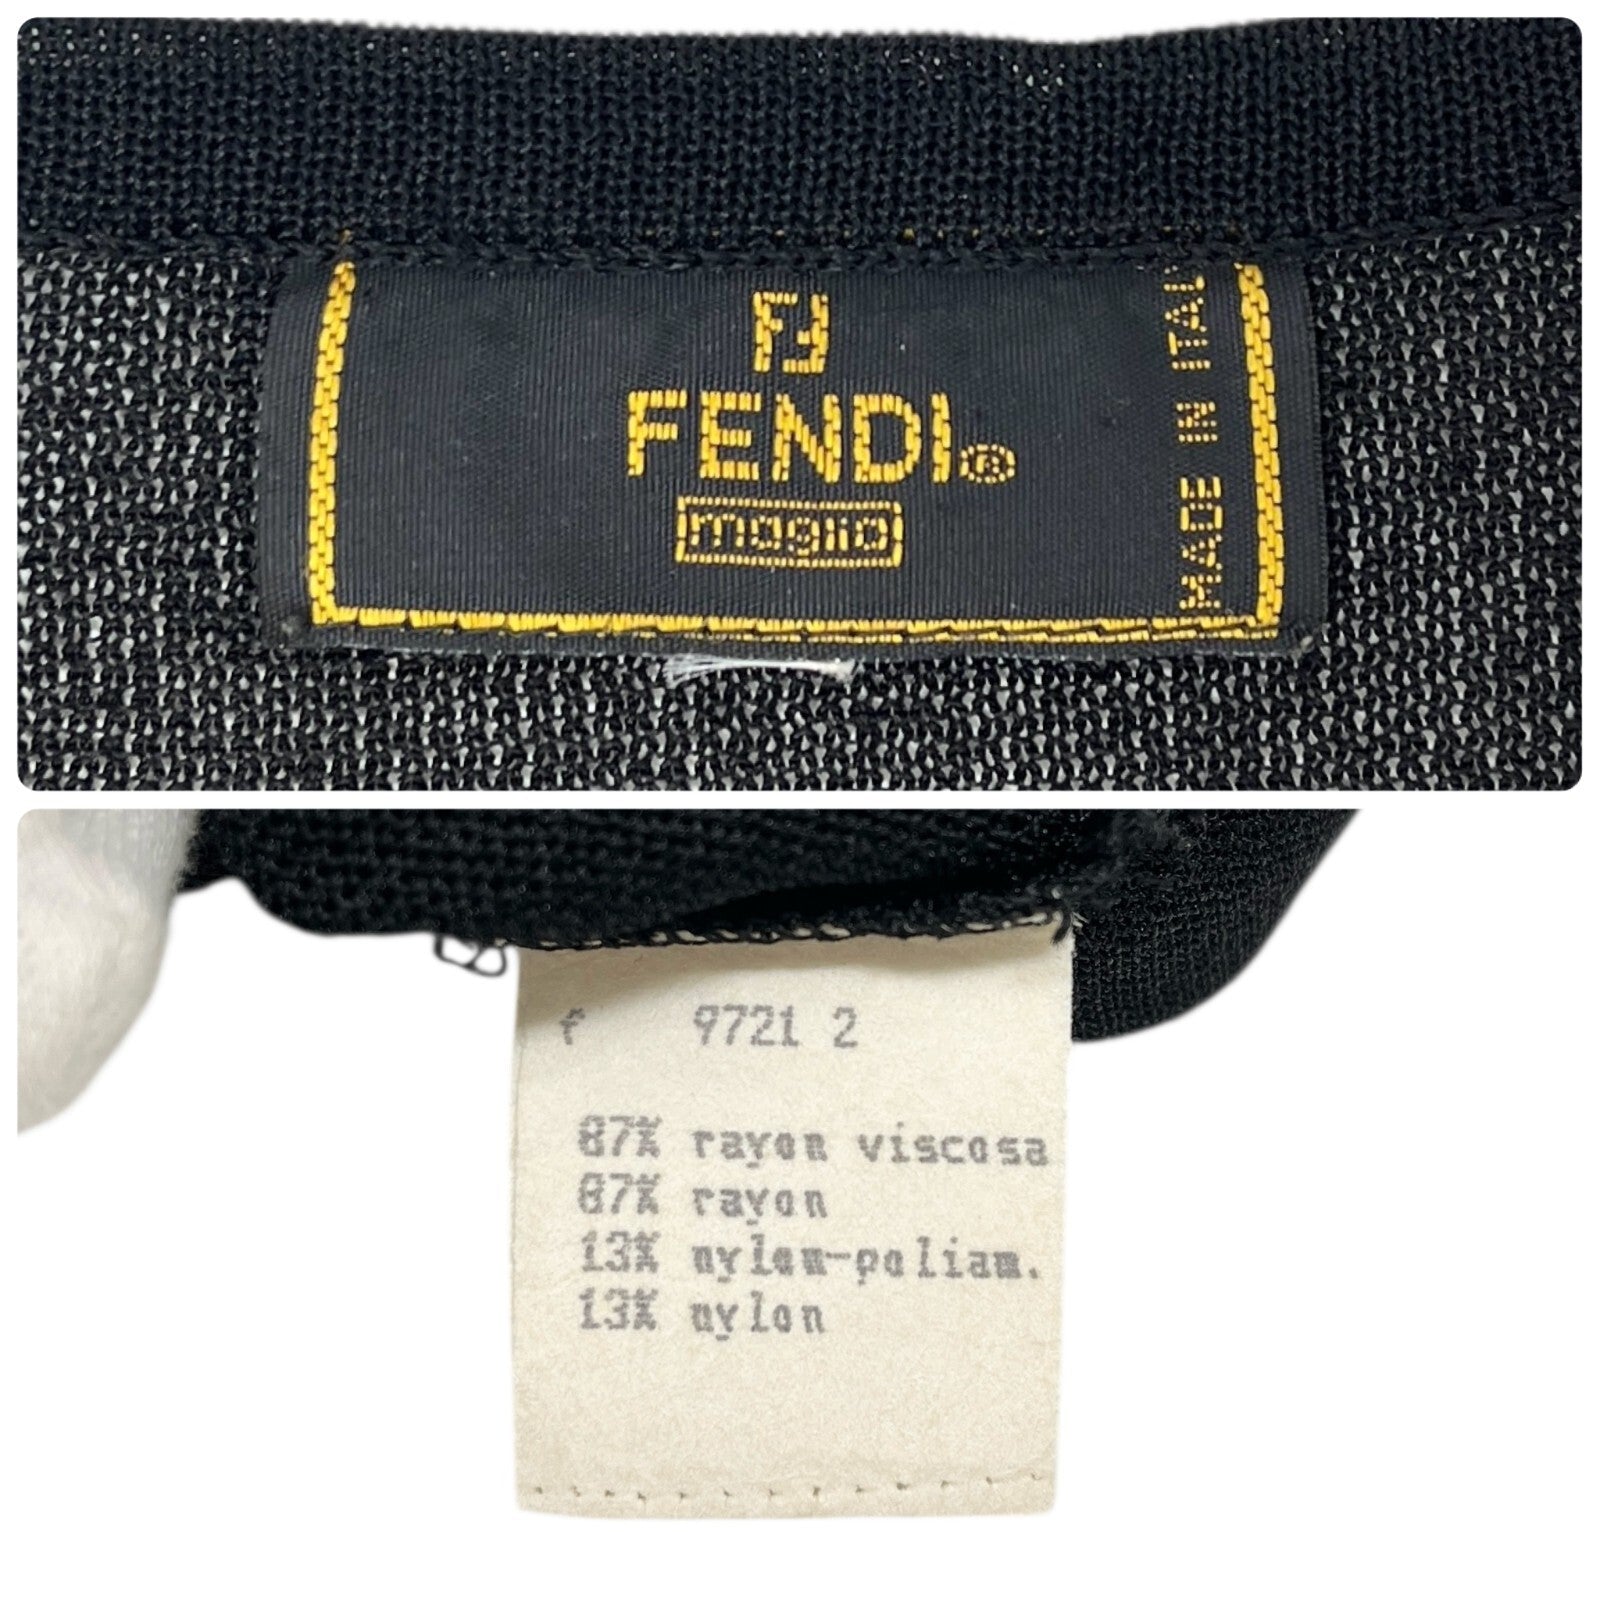 FF
FENDI®
maglia
MADE IN ITALY
f 9721 2
87% rayon viscosa
87% rayon
13% nylon-poliam.
13% nylon